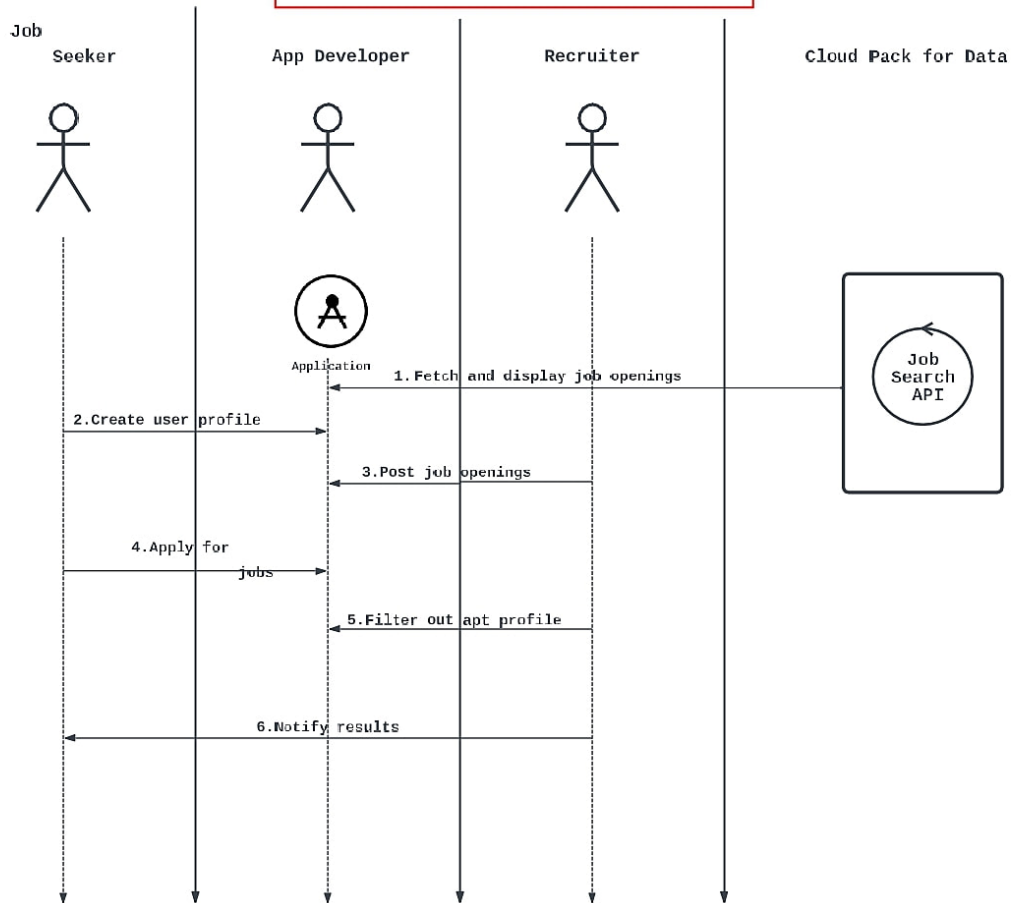 Job
Seeker
App Developer
Recruiter
Cloud Pack for Data
Job
Search
API
Application
1.Fetch and display job openings
2.Create user profile
3.Post job openings
4.Apply for
jobs
5.Filter out apt profile
6.Notify results